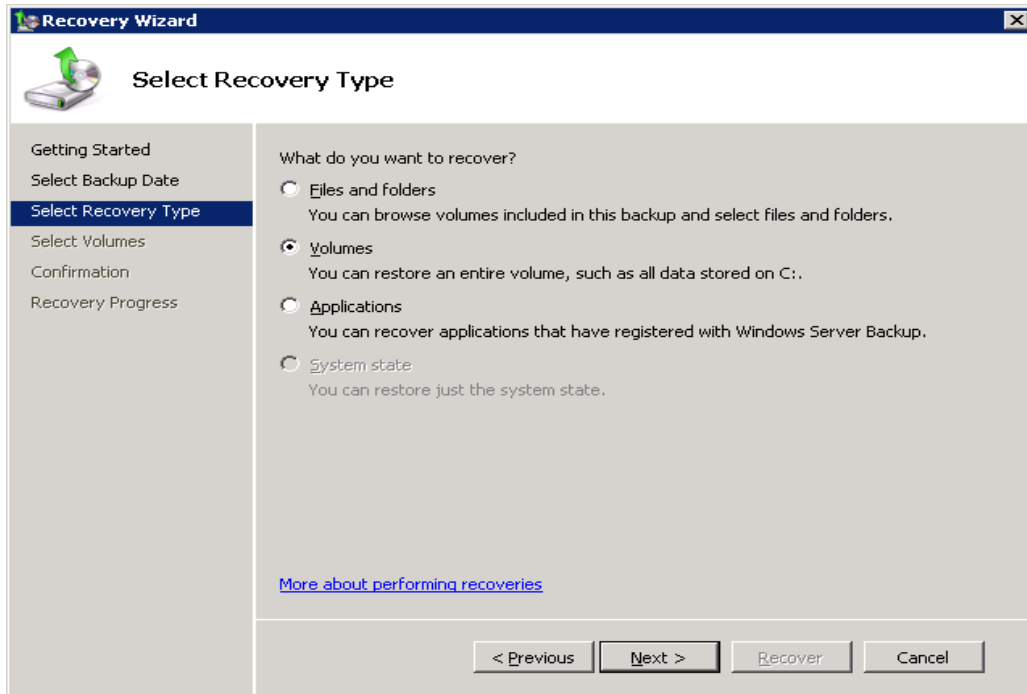 Recovery Wizard
Select Recovery Type
Getting Started
Select Backup Date
Select Recovery Type
Select Volumes
Confirmation
Recovery Progress
What do you want to recover?
Files and folders
You can browse volumes included in this backup and select files and folders.
Volumes
You can restore an entire volume, such as all data stored on C:.
Applications
You can recover applications that have registered with Windows Server Backup.
System state
You can restore just the system state.
More about performing recoveries
< Previous
Next >
Recover
Cancel